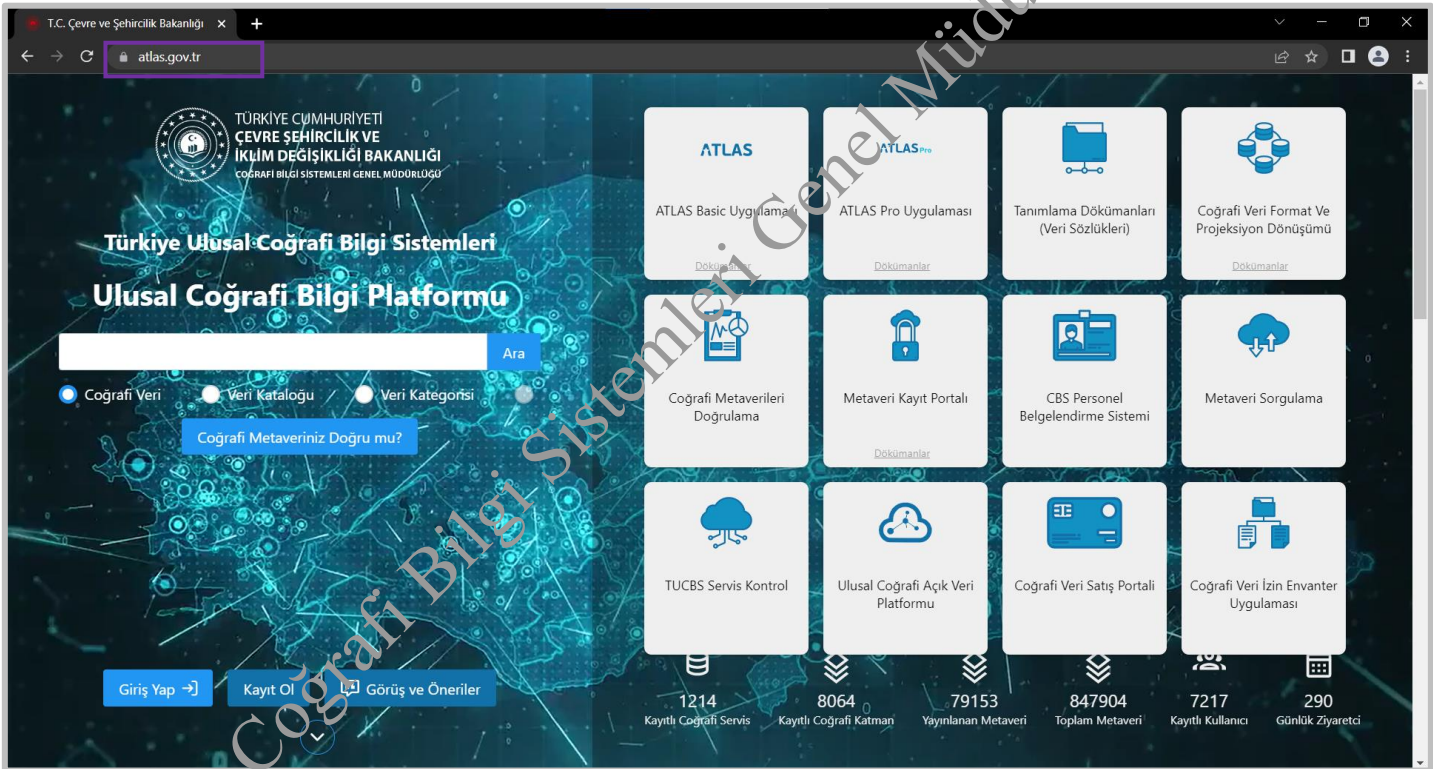 T.C. Çevre ve Şehircilik Bakanlığı
atlas.gov.tr
TÜRKİYE CUMHURİYETİ
ÇEVRE ŞEHİRCİLİK VE
İKLİM DEĞİŞİKLİĞİ BAKANLIĞI
COĞRAFİ BİLGİ SİSTEMLERİ GENEL MÜDÜRLÜĞÜ
Türkiye Ulusal Coğrafi Bilgi Sistemleri
Ulusal Coğrafi Bilgi Platformu
Ara
Coğrafi Veri
Veri Kataloğu
Veri Kategorisi
Coğrafi Metaveriniz Doğru mu?
Giriş Yap
Kayıt Ol
Görüş ve Öneriler
ATLAS
ATLAS Basic Uygulaması
Dökümanlar
ATLAS Pro
ATLAS Pro Uygulaması
Dökümanlar
Tanımlama Dökümanları
(Veri Sözlükleri)
Coğrafi Veri Format Ve
Projeksiyon Dönüşümü
Dökümanlar
Coğrafi Metaverileri
Doğrulama
Metaveri Kayıt Portalı
Dökümanlar
CBS Personel
Belgelendirme Sistemi
Metaveri Sorgulama
TUCBS Servis Kontrol
Ulusal Coğrafi Açık Veri
Platformu
Coğrafi Veri Satış Portali
Coğrafi Veri İzin Envanter
Uygulaması
1214
Kayıtlı Coğrafi Servis
8064
Kayıtlı Coğrafi Katman
79153
Yayınlanan Metaveri
847904
Toplam Metaveri
7217
Kayıtlı Kullanıcı
290
Günlük Ziyaretci
Coğrafi Bilgi Sistemleri Genel